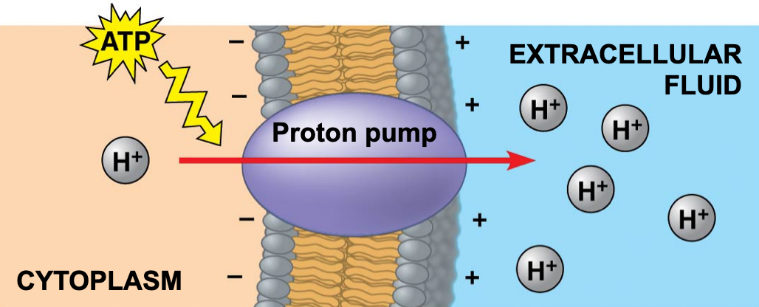 ATP
EXTRACELLULAR
FLUID
− +
− +
H⁺
H⁺
Proton pump
H⁺
H⁺
H⁺
− +
H⁺
CYTOPLASM
− +
H⁺